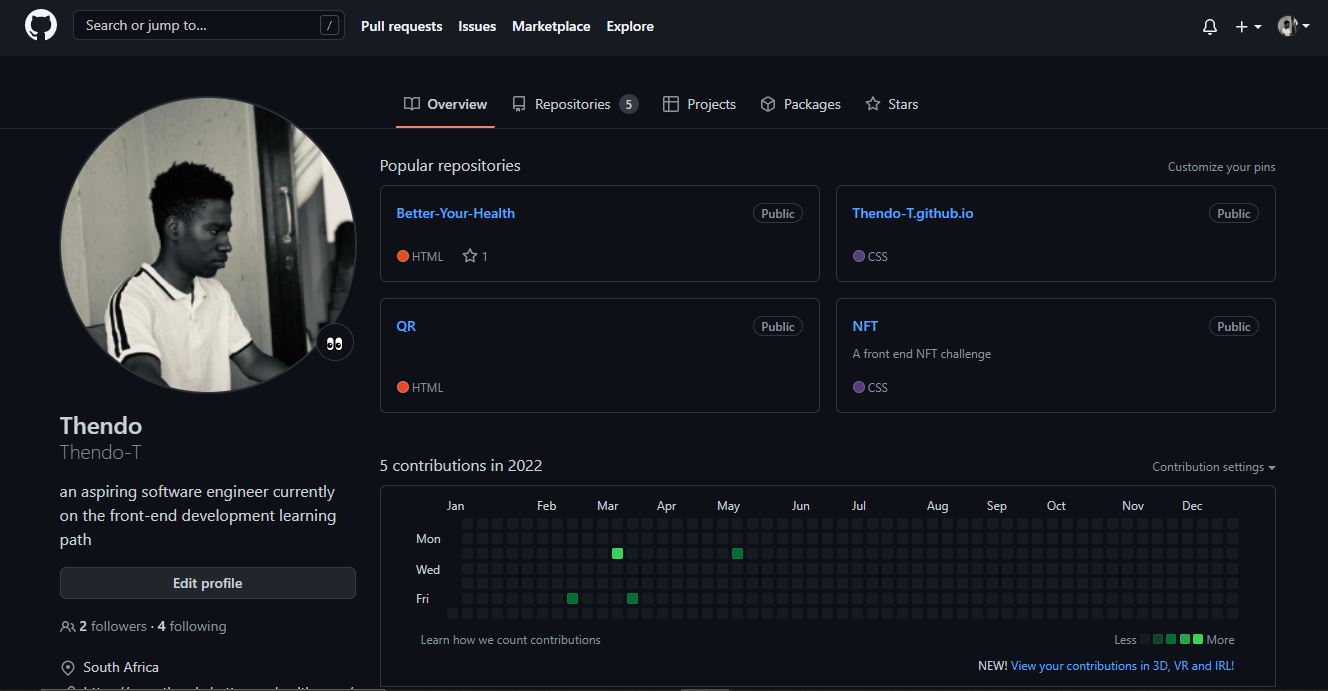 Search or jump to... /
Pull requests Issues Marketplace Explore
Overview Repositories 5 Projects Packages Stars
Thendo
Thendo-T
an aspiring software engineer currently
on the front-end development learning
path
Edit profile
2 followers · 4 following
South Africa
Popular repositories
Customize your pins
Better-Your-Health Public
HTML 1
Thendo-T.github.io Public
CSS
QR Public
HTML
NFT Public
A front end NFT challenge
CSS
5 contributions in 2022
Contribution settings
Jan Feb Mar Apr May Jun Jul Aug Sep Oct Nov Dec
Mon
Wed
Fri
Learn how we count contributions
Less More
NEW! View your contributions in 3D, VR and IRL!